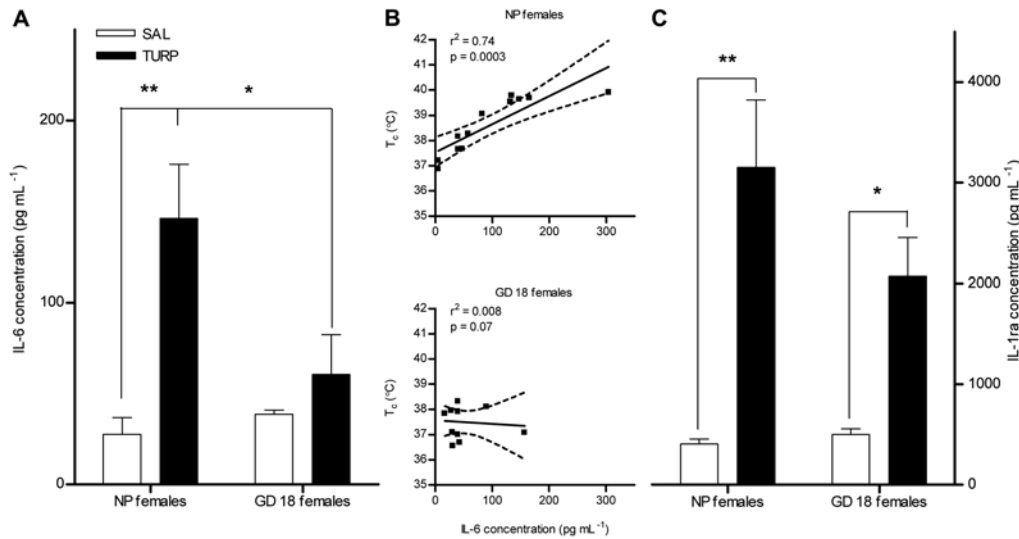 A
SAL
TURP
**
*
200
100
0
IL-6 concentration (pg mL⁻¹)
NP females
GD 18 females
B
NP females
r² = 0.74
p = 0.0003
42
41
40
39
38
37
36
35
Tc (°C)
0
100
200
300
GD 18 females
r² = 0.008
p = 0.07
42
41
40
39
38
37
36
35
Tc (°C)
0
100
200
300
IL-6 concentration (pg mL⁻¹)
C
**
*
4000
3000
2000
1000
0
IL-1ra concentration (pg mL⁻¹)
NP females
GD 18 females